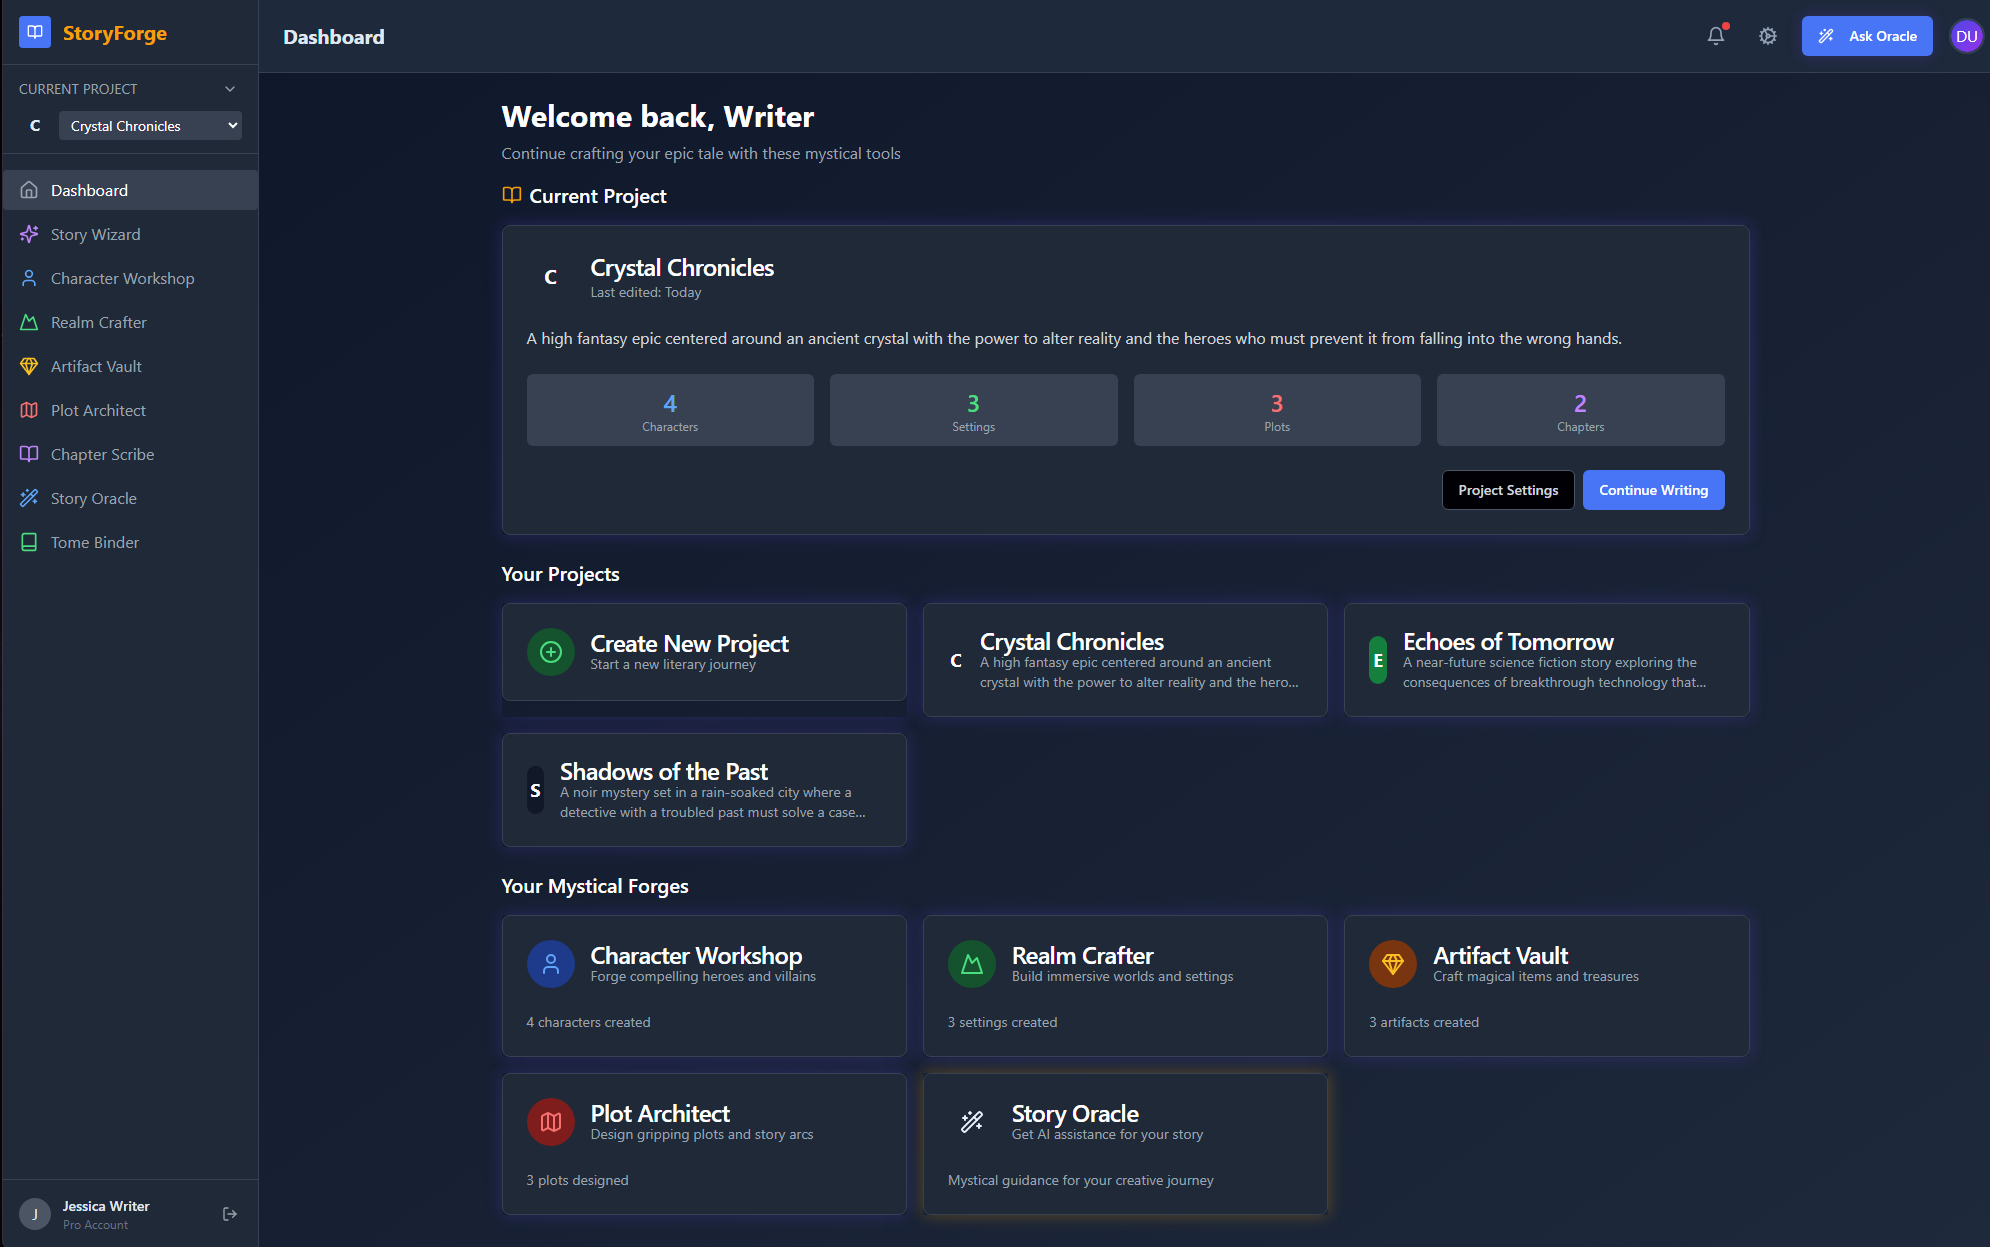 StoryForge
CURRENT PROJECT
C
Crystal Chronicles
Dashboard
Story Wizard
Character Workshop
Realm Crafter
Artifact Vault
Plot Architect
Chapter Scribe
Story Oracle
Tome Binder
J
Jessica Writer
Pro Account
Dashboard
Ask Oracle
DU
Welcome back, Writer
Continue crafting your epic tale with these mystical tools
Current Project
C
Crystal Chronicles
Last edited: Today
A high fantasy epic centered around an ancient crystal with the power to alter reality and the heroes who must prevent it from falling into the wrong hands.
4
Characters
3
Settings
3
Plots
2
Chapters
Project Settings
Continue Writing
Your Projects
Create New Project
Start a new literary journey
C
Crystal Chronicles
A high fantasy epic centered around an ancient
crystal with the power to alter reality and the hero...
E
Echoes of Tomorrow
A near-future science fiction story exploring the
consequences of breakthrough technology that...
S
Shadows of the Past
A noir mystery set in a rain-soaked city where a
detective with a troubled past must solve a case...
Your Mystical Forges
Character Workshop
Forge compelling heroes and villains
4 characters created
Realm Crafter
Build immersive worlds and settings
3 settings created
Artifact Vault
Craft magical items and treasures
3 artifacts created
Plot Architect
Design gripping plots and story arcs
3 plots designed
Story Oracle
Get AI assistance for your story
Mystical guidance for your creative journey